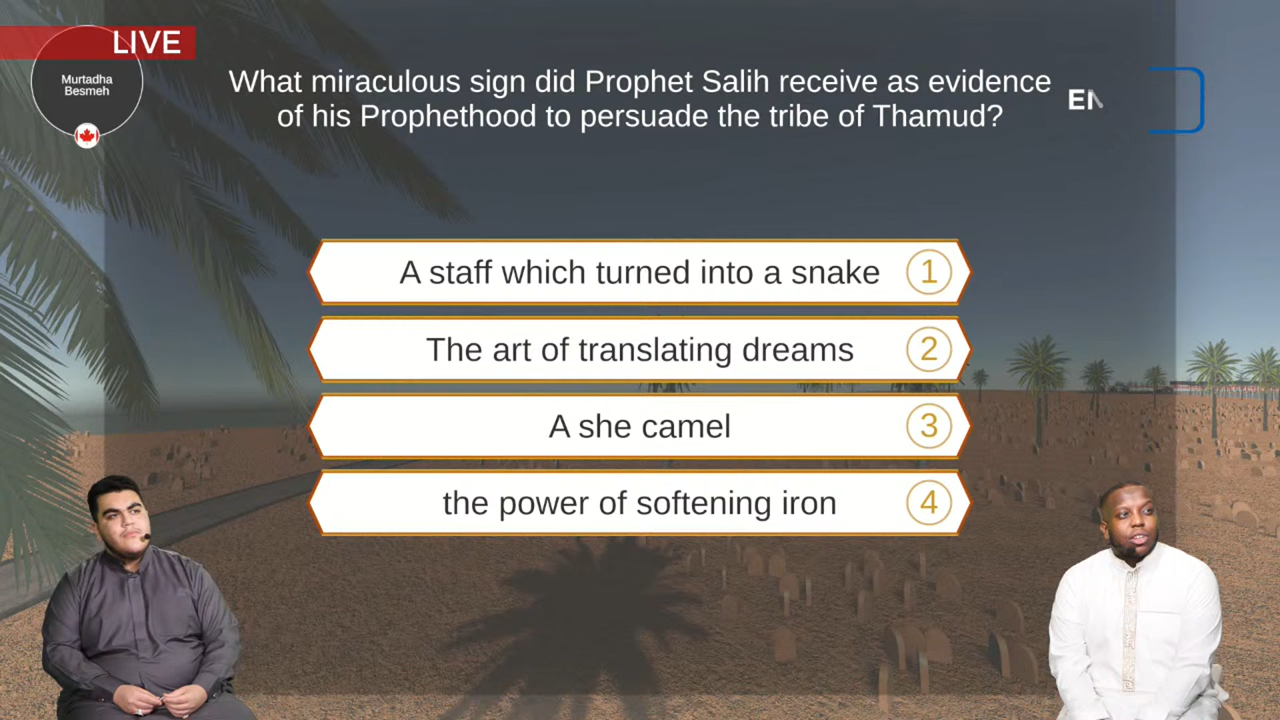 LIVE
Murtadha
Besmeh
What miraculous sign did Prophet Salih receive as evidence
of his Prophethood to persuade the tribe of Thamud?
A staff which turned into a snake 1
The art of translating dreams 2
A she camel 3
the power of softening iron 4